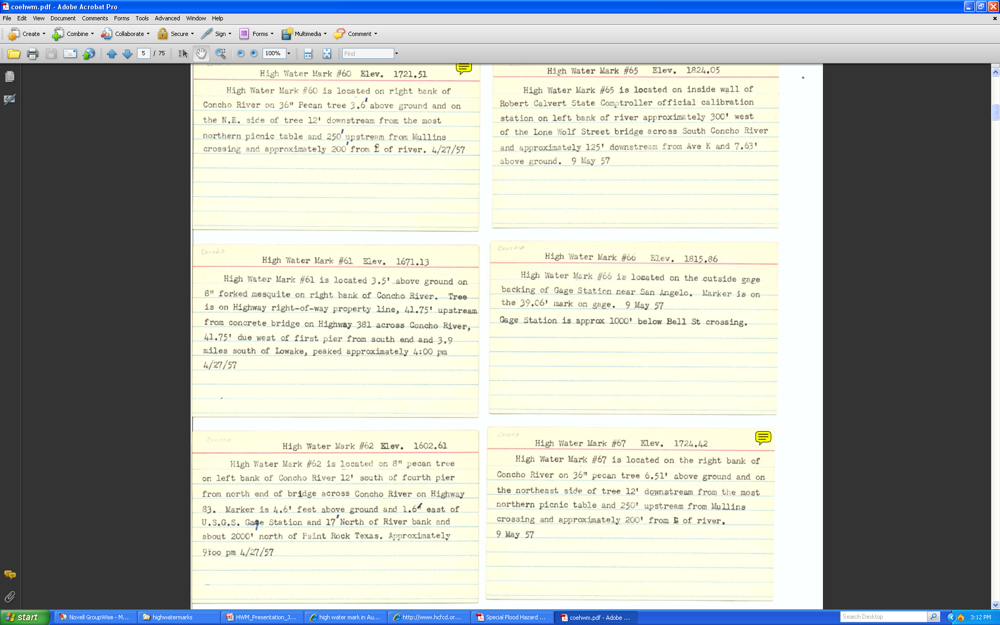 coehwm.pdf - Adobe Acrobat Pro
File Edit View Document Comments Forms Tools Advanced Window Help
Create Combine Collaborate Secure Sign Forms Multimedia Comment
5 / 75 100% Find
High Water Mark #60 Elev. 1721.51
High Water Mark #60 is located on right bank of
Concho River on 36" Pecan tree 3.6' above ground and on
the N.E. side of tree 12' downstream from the most
northern picnic table and 250' upstream from Mullins
crossing and approximately 200' from ₤ of river. 4/27/57
Concho
High Water Mark #61 Elev. 1671.13
High Water Mark #61 is located 3.5' above ground on
8" forked mesquite on right bank of Concho River. Tree
is on Highway right-of-way property line, 41.75' upstream
from concrete bridge on Highway 381 across Concho River,
41.75' due west of first pier from south end and 3.9
miles south of Lowake, peaked approximately 4:00 pm
4/27/57
Concho
High Water Mark #62 Elev. 1602.61
High Water Mark #62 is located on 8" pecan tree
on left bank of Concho River 12' south of fourth pier
from north end of bridge across Concho River on Highway
83. Marker is 4.6' feet above ground and 1.6' east of
U.S.G.S. Gage Station and 17' North of River bank and
about 2000' north of Paint Rock Texas. Approximately
9:oo pm 4/27/57
High Water Mark #65 Elev. 1824.05
High Water Mark #65 is located on inside wall of
Robert Calvert State Comptroller official calibration
station on left bank of river approximately 300' west
of the Lone Wolf Street bridge across South Concho River
and approximately 125' downstream from Ave K and 7.63'
above ground. 9 May 57
Concho
High Water Mark #66 Elev. 1815.86
High Water Mark #66 is located on the outside gage
backing of Gage Station near San Angelo. Marker is on
the 39.06' mark on gage. 9 May 57
Gage Station is approx 1000' below Bell St crossing.
Concho
High Water Mark #67 Elev. 1724.42
High Water Mark #67 is located on the right bank of
Concho River on 36" pecan tree 6.51' above ground and on
the northeast side of tree 12' downstream from the most
northern picnic table and 250' upstream from Mullins
crossing and approximately 200' from of river.
9 May 57
start Novell GroupWise - M... highwatermarks HWM_Presentation_J... high water mark in Au... http://www.hcfcd.or... Special Flood Hazard ... coehwm.pdf - Adobe ... Search Desktop 3:12 PM